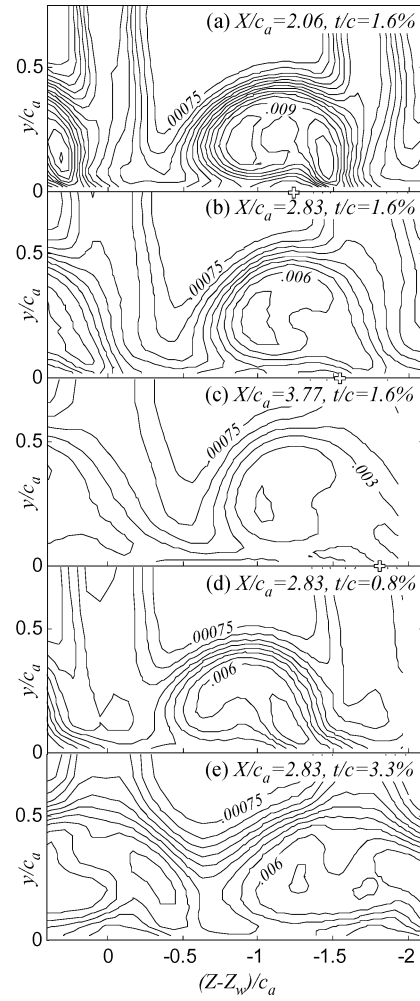 (a) X/cₐ=2.06, t/c=1.6%
0.5
.00075
.009
y/cₐ
0
(b) X/cₐ=2.83, t/c=1.6%
0.5
.00075
.006
y/cₐ
0
(c) X/cₐ=3.77, t/c=1.6%
0.5
.00075
.003
y/cₐ
0
(d) X/cₐ=2.83, t/c=0.8%
0.5
00075
.006
y/cₐ
0
(e) X/cₐ=2.83, t/c=3.3%
.00075
0.5
.006
y/cₐ
0
0 -0.5 -1 -1.5 -2
(Z-Z_w)/cₐ